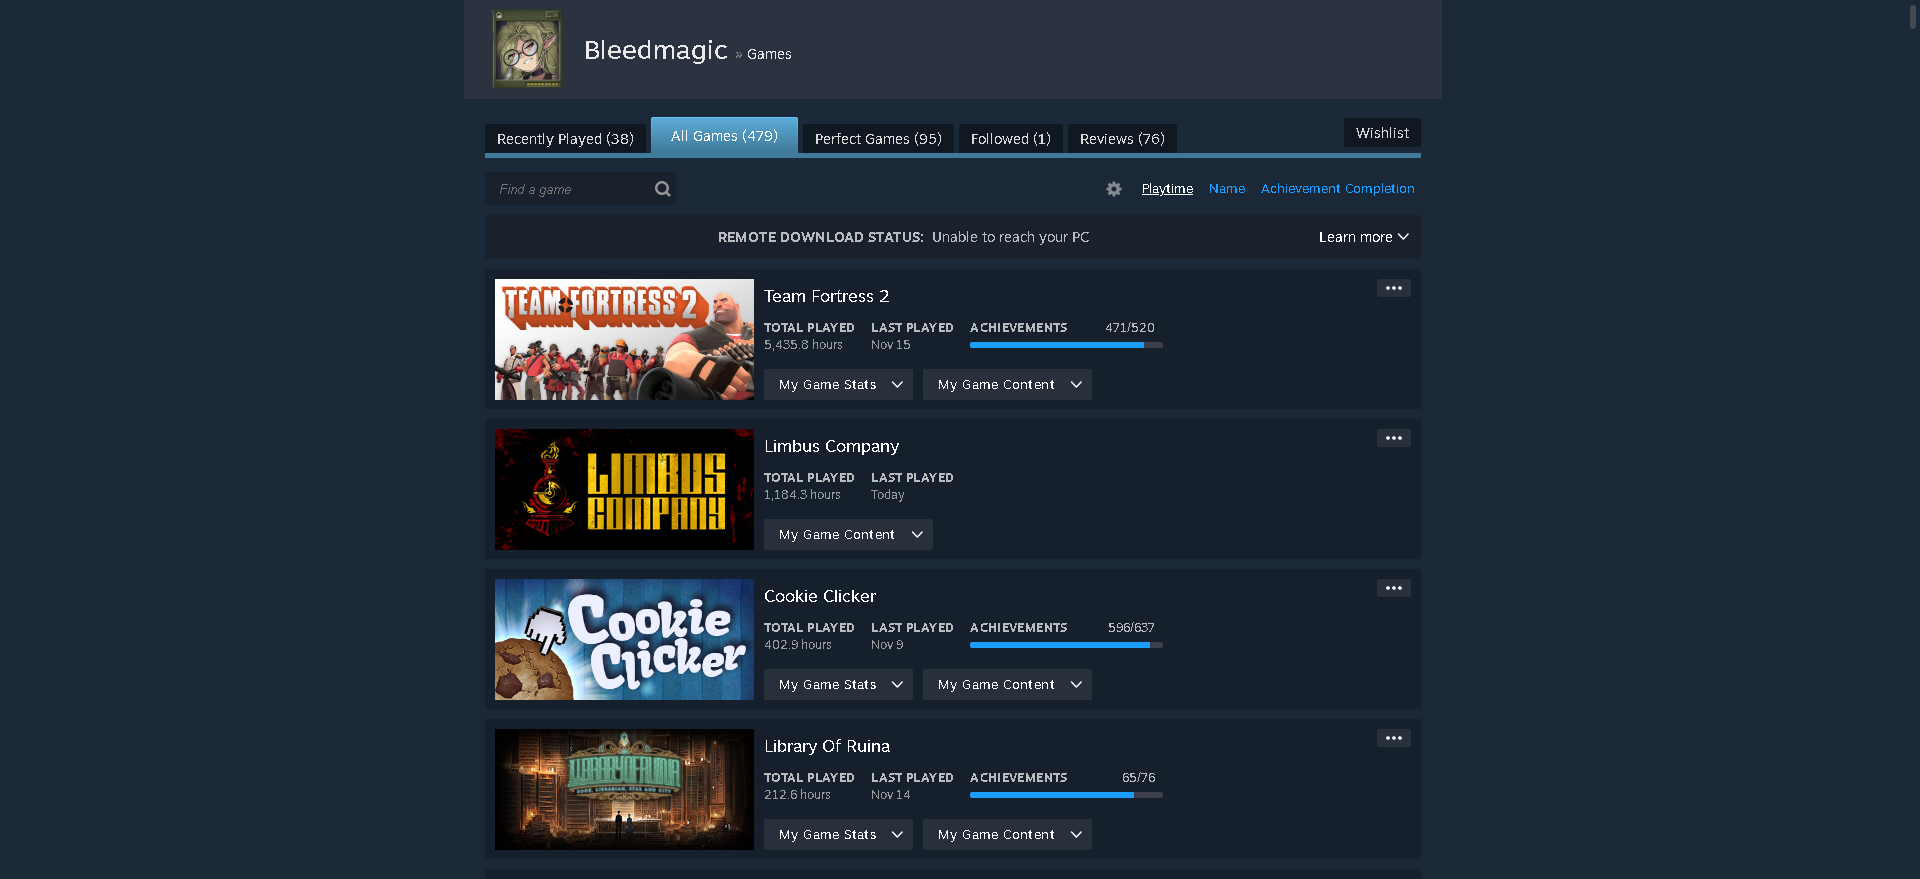 Bleedmagic » Games
Recently Played (38)
All Games (479)
Perfect Games (95)
Followed (1)
Reviews (76)
Wishlist
Find a game
Playtime
Name
Achievement Completion
REMOTE DOWNLOAD STATUS: Unable to reach your PC
Learn more
TEAM FORTRESS 2
Team Fortress 2
TOTAL PLAYED LAST PLAYED ACHIEVEMENTS 471/520
5,435.8 hours Nov 15
My Game Stats My Game Content
LIMBUS
COMPANY
Limbus Company
TOTAL PLAYED LAST PLAYED
1,184.3 hours Today
My Game Content
Cookie
Clicker
Cookie Clicker
TOTAL PLAYED LAST PLAYED ACHIEVEMENTS 596/637
402.9 hours Nov 9
My Game Stats My Game Content
LIBRARY OF RUINA
BOOK, LIBRARIAN, STAR AND CITY
Library Of Ruina
TOTAL PLAYED LAST PLAYED ACHIEVEMENTS 65/76
212.6 hours Nov 14
My Game Stats My Game Content